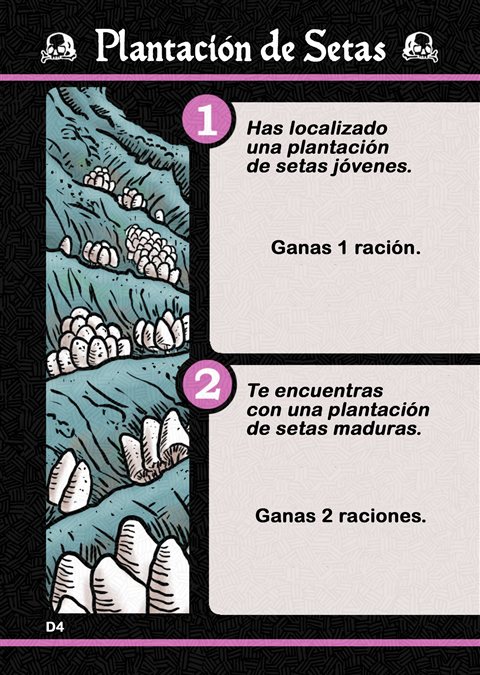 Plantación de Setas
1
Has localizado
una plantación
de setas jóvenes.
Ganas 1 ración.
2
Te encuentras
con una plantación
de setas maduras.
Ganas 2 raciones.
D4